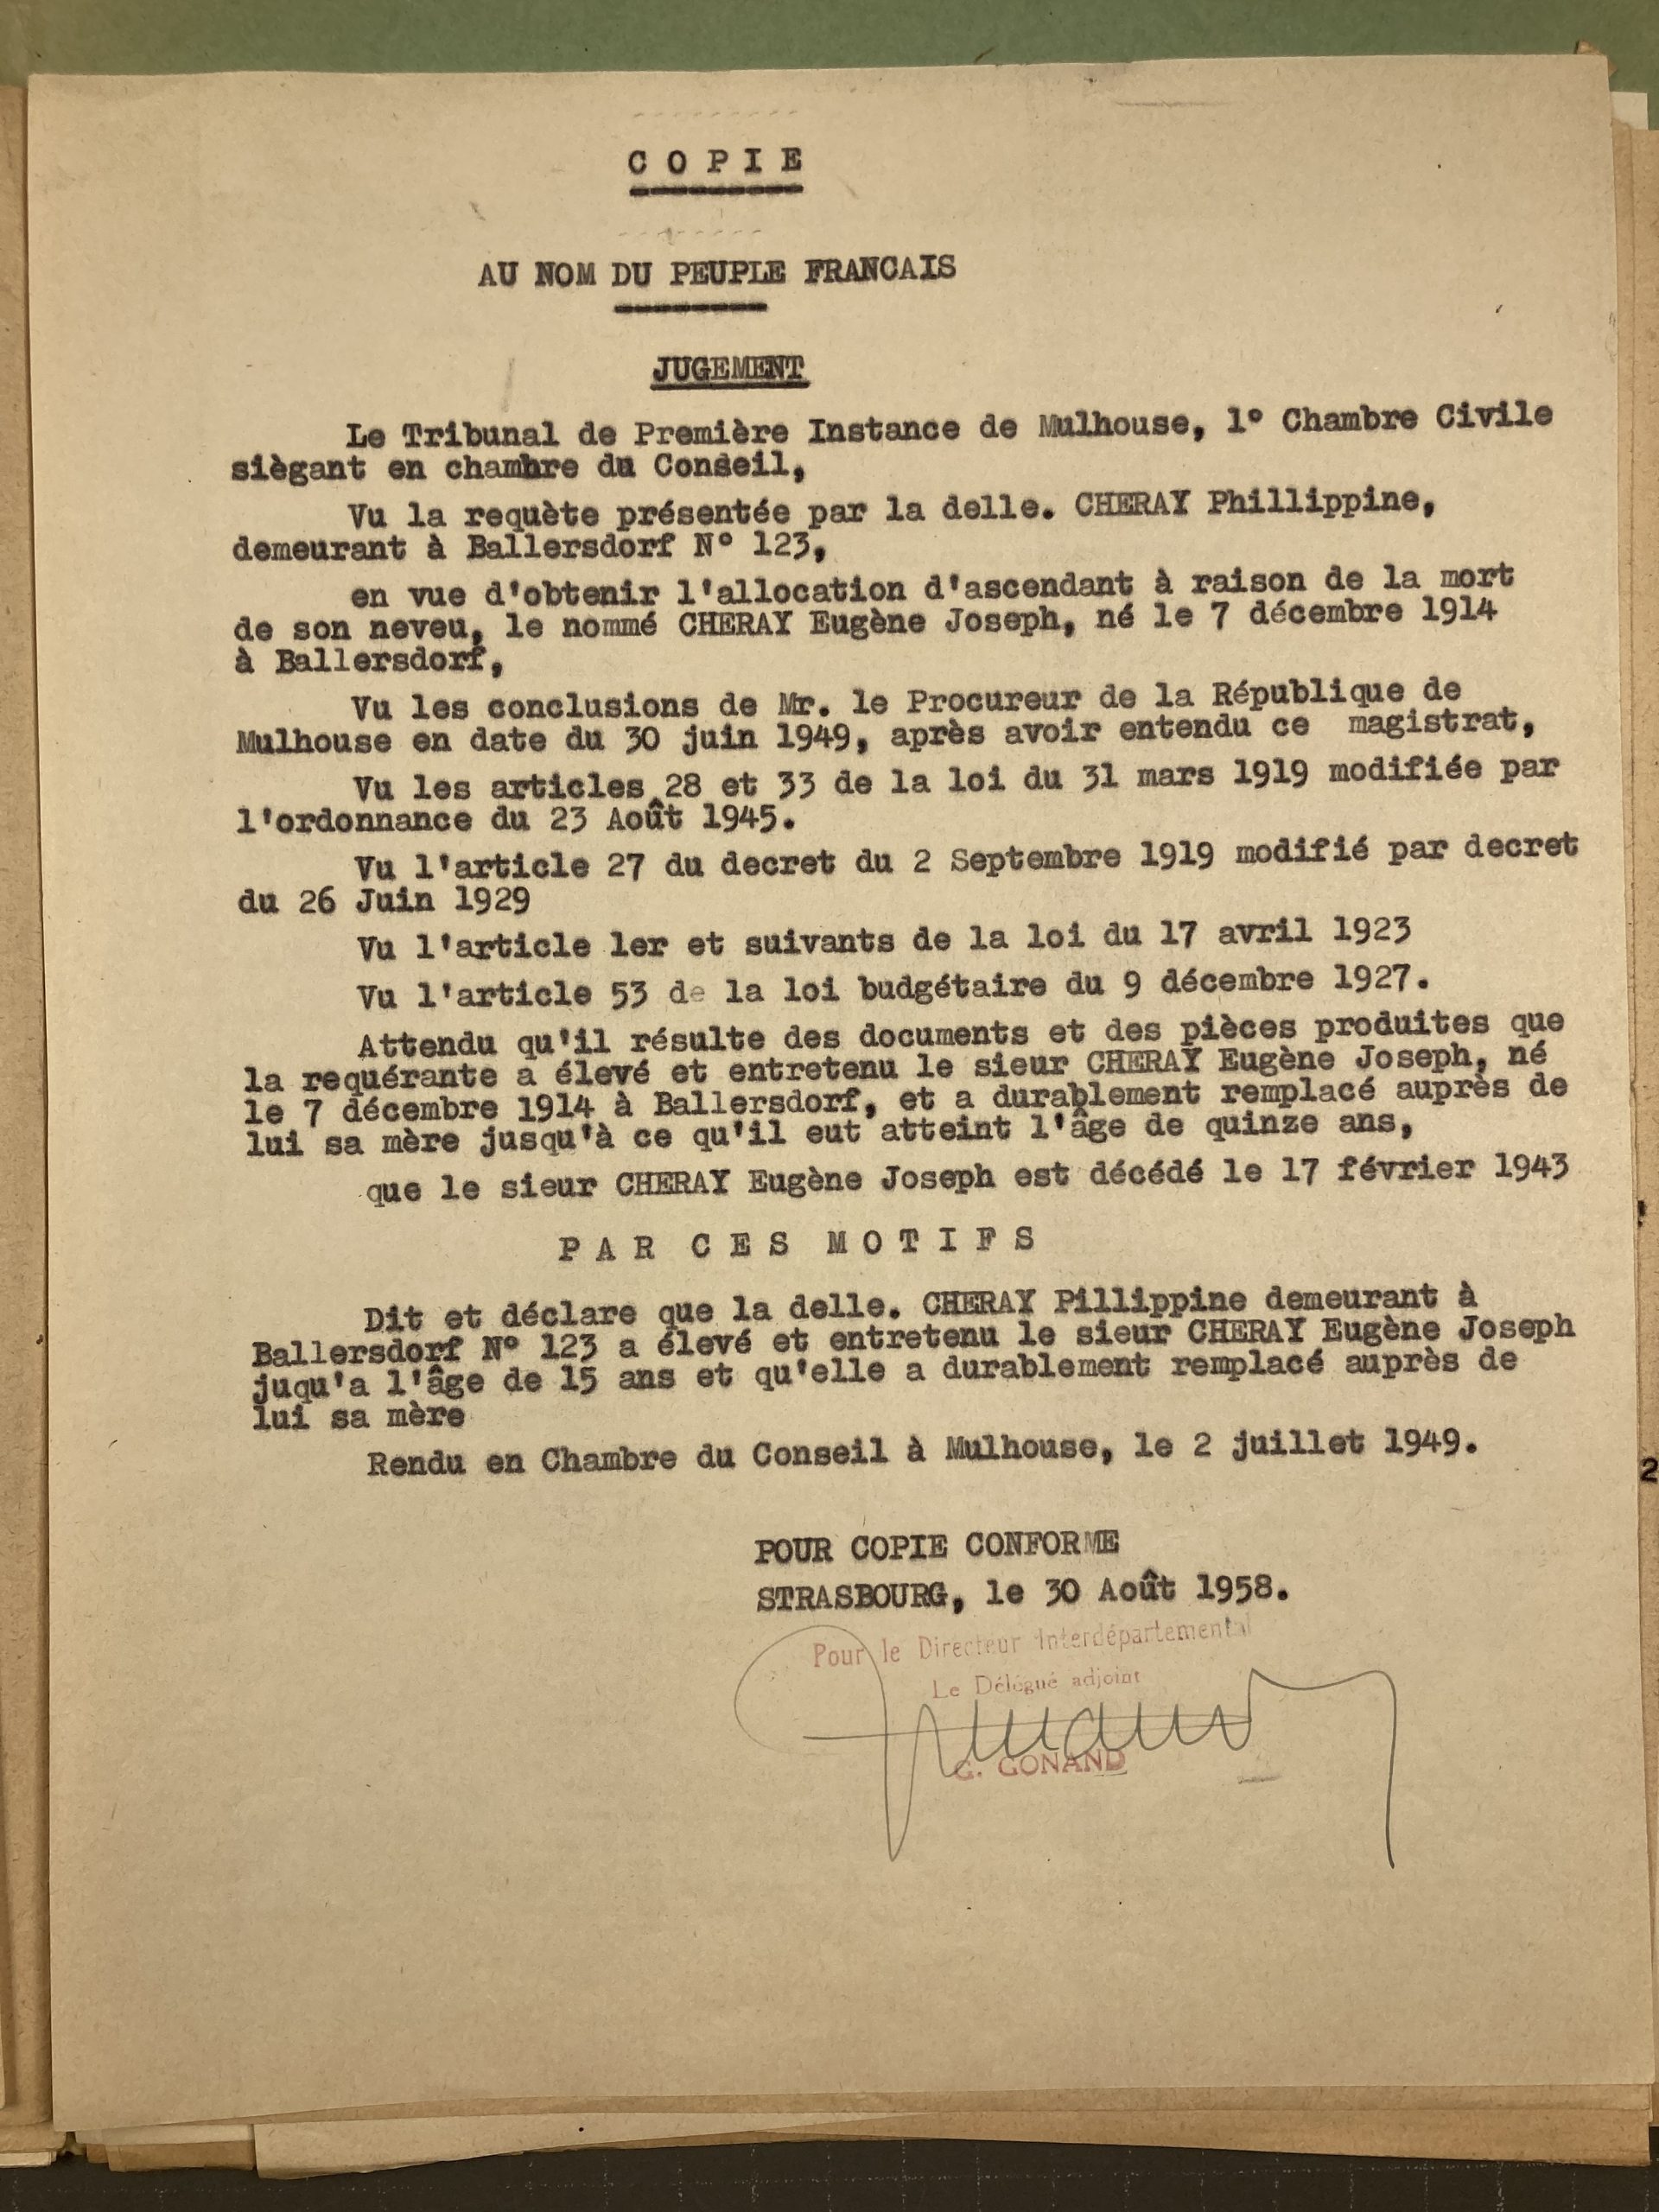 COPIE
AU NOM DU PEUPLE FRANCAIS
JUGEMENT
Le Tribunal de Première Instance de Mulhouse, 1° Chambre Civile
siègant en chambre du Conseil,
Vu la requète présentée par la delle. CHERAY Phillippine,
demeurant à Ballersdorf N° 123,
en vue d'obtenir l'allocation d'ascendant à raison de la mort
de son neveu, le nommé CHERAY Eugène Joseph, né le 7 décembre 1914
à Ballersdorf,
Vu les conclusions de Mr. le Procureur de la République de
Mulhouse en date du 30 juin 1949, après avoir entendu ce magistrat,
Vu les articles 28 et 33 de la loi du 31 mars 1919 modifiée par
l'ordonnance du 23 Août 1945.
Vu l'article 27 du decret du 2 Septembre 1919 modifié par decret
du 26 Juin 1929
Vu l'article 1er et suivants de la loi du 17 avril 1923
Vu l'article 53 de la loi budgétaire du 9 décembre 1927.
Attendu qu'il résulte des documents et des pièces produites que
la requérante a élevé et entretenu le sieur CHERAY Eugène Joseph, né
le 7 décembre 1914 à Ballersdorf, et a durablement remplacé auprès de
lui sa mère jusqu'à ce qu'il eut atteint l'âge de quinze ans,
que le sieur CHERAY Eugène Joseph est décédé le 17 février 1943
PAR CES MOTIFS
Dit et déclare que la delle. CHERAY Pillippine demeurant à
Ballersdorf N° 123 a élevé et entretenu le sieur CHERAY Eugène Joseph
juqu'a l'âge de 15 ans et qu'elle a durablement remplacé auprès de
lui sa mère
Rendu en Chambre du Conseil à Mulhouse, le 2 juillet 1949.
POUR COPIE CONFORME
STRASBOURG, le 30 Août 1958.
Pour le Directeur Interdépartemental
Le Délégué adjoint
G. GONAND
2